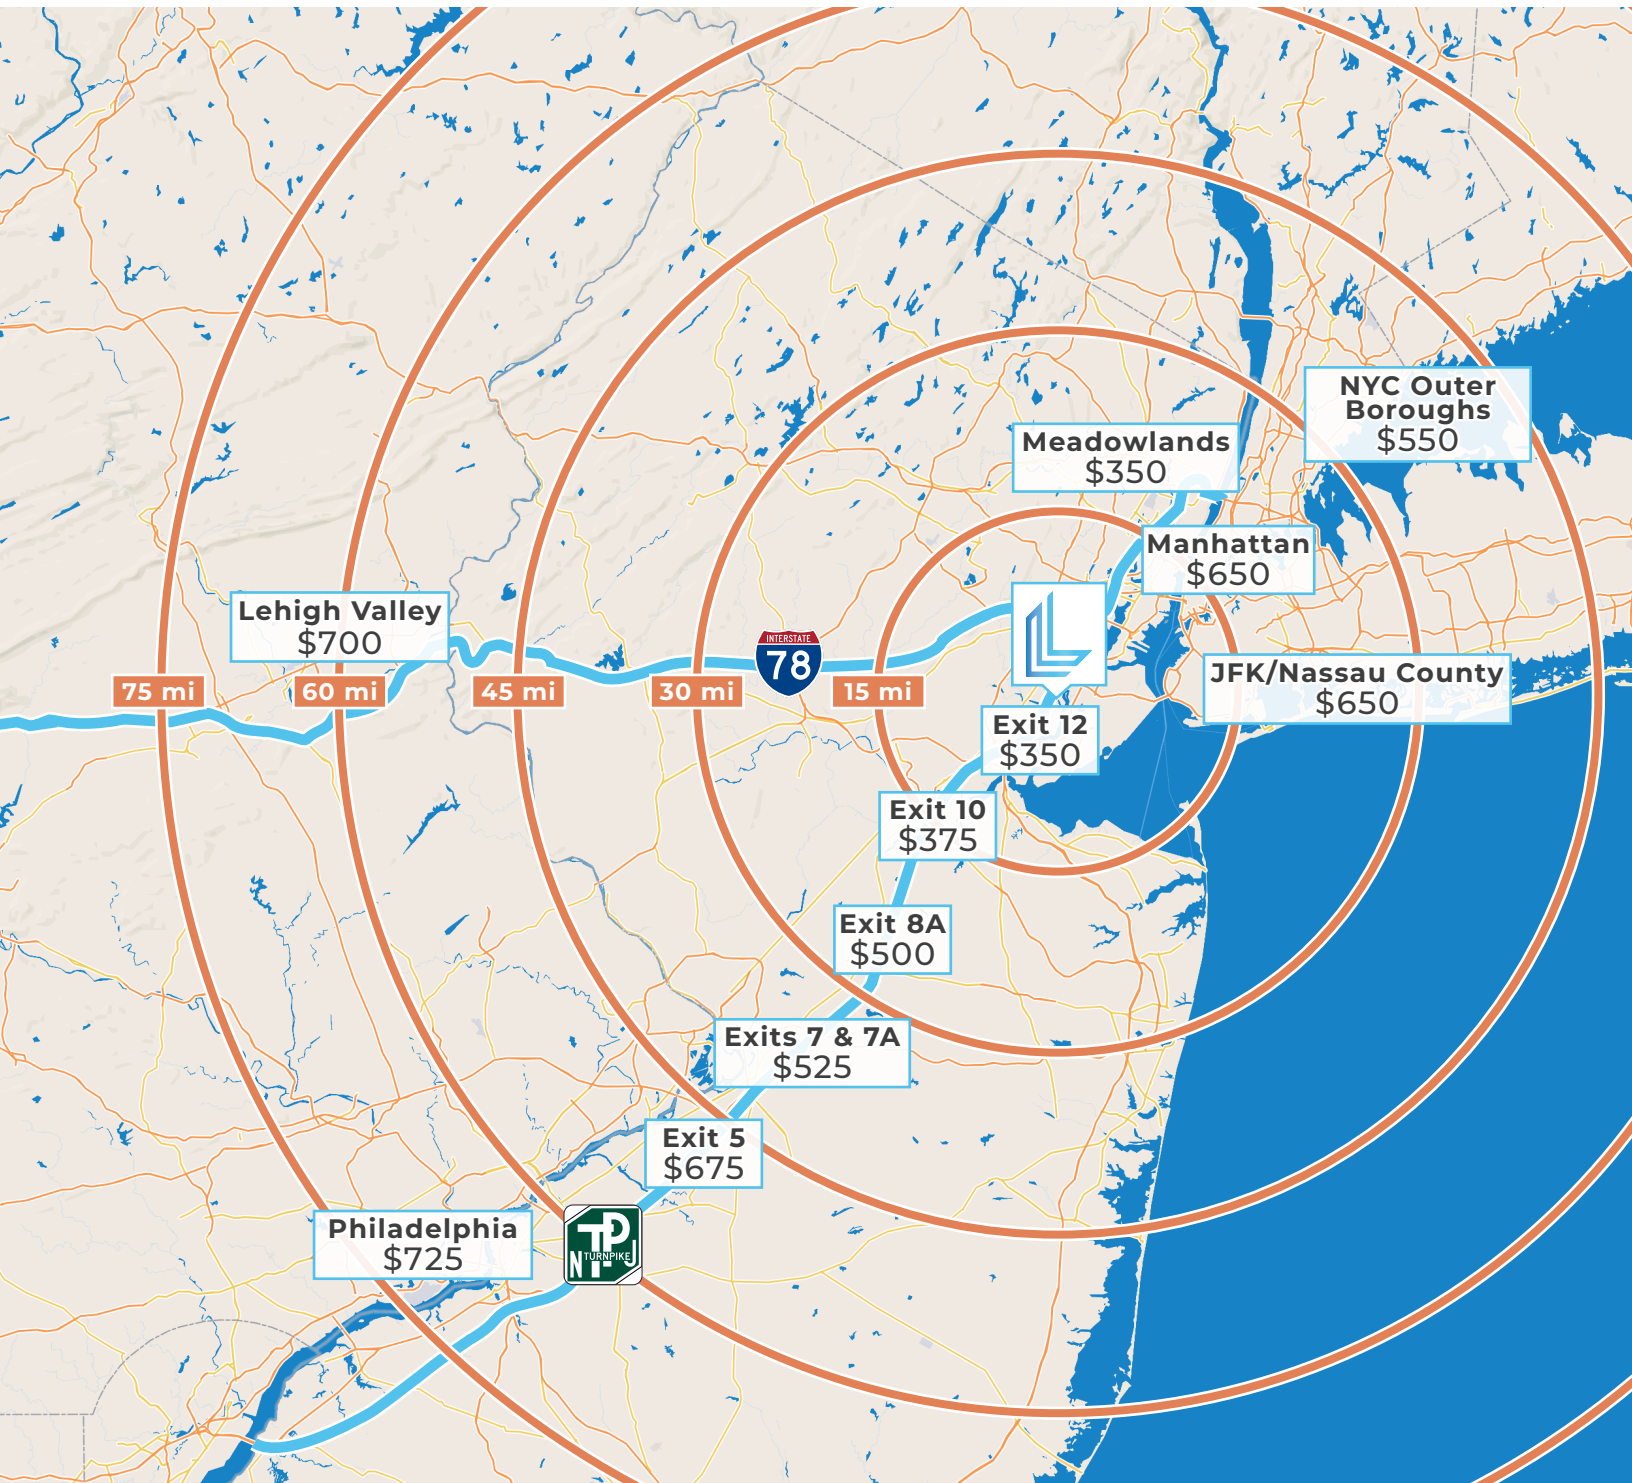 NYC Outer
Boroughs
$550
Meadowlands
$350
Manhattan
$650
Lehigh Valley
$700
INTERSTATE
78
75 mi
60 mi
45 mi
30 mi
15 mi
JFK/Nassau County
$650
Exit 12
$350
Exit 10
$375
Exit 8A
$500
Exits 7 & 7A
$525
Exit 5
$675
Philadelphia
$725
N TP J
TURNPIKE